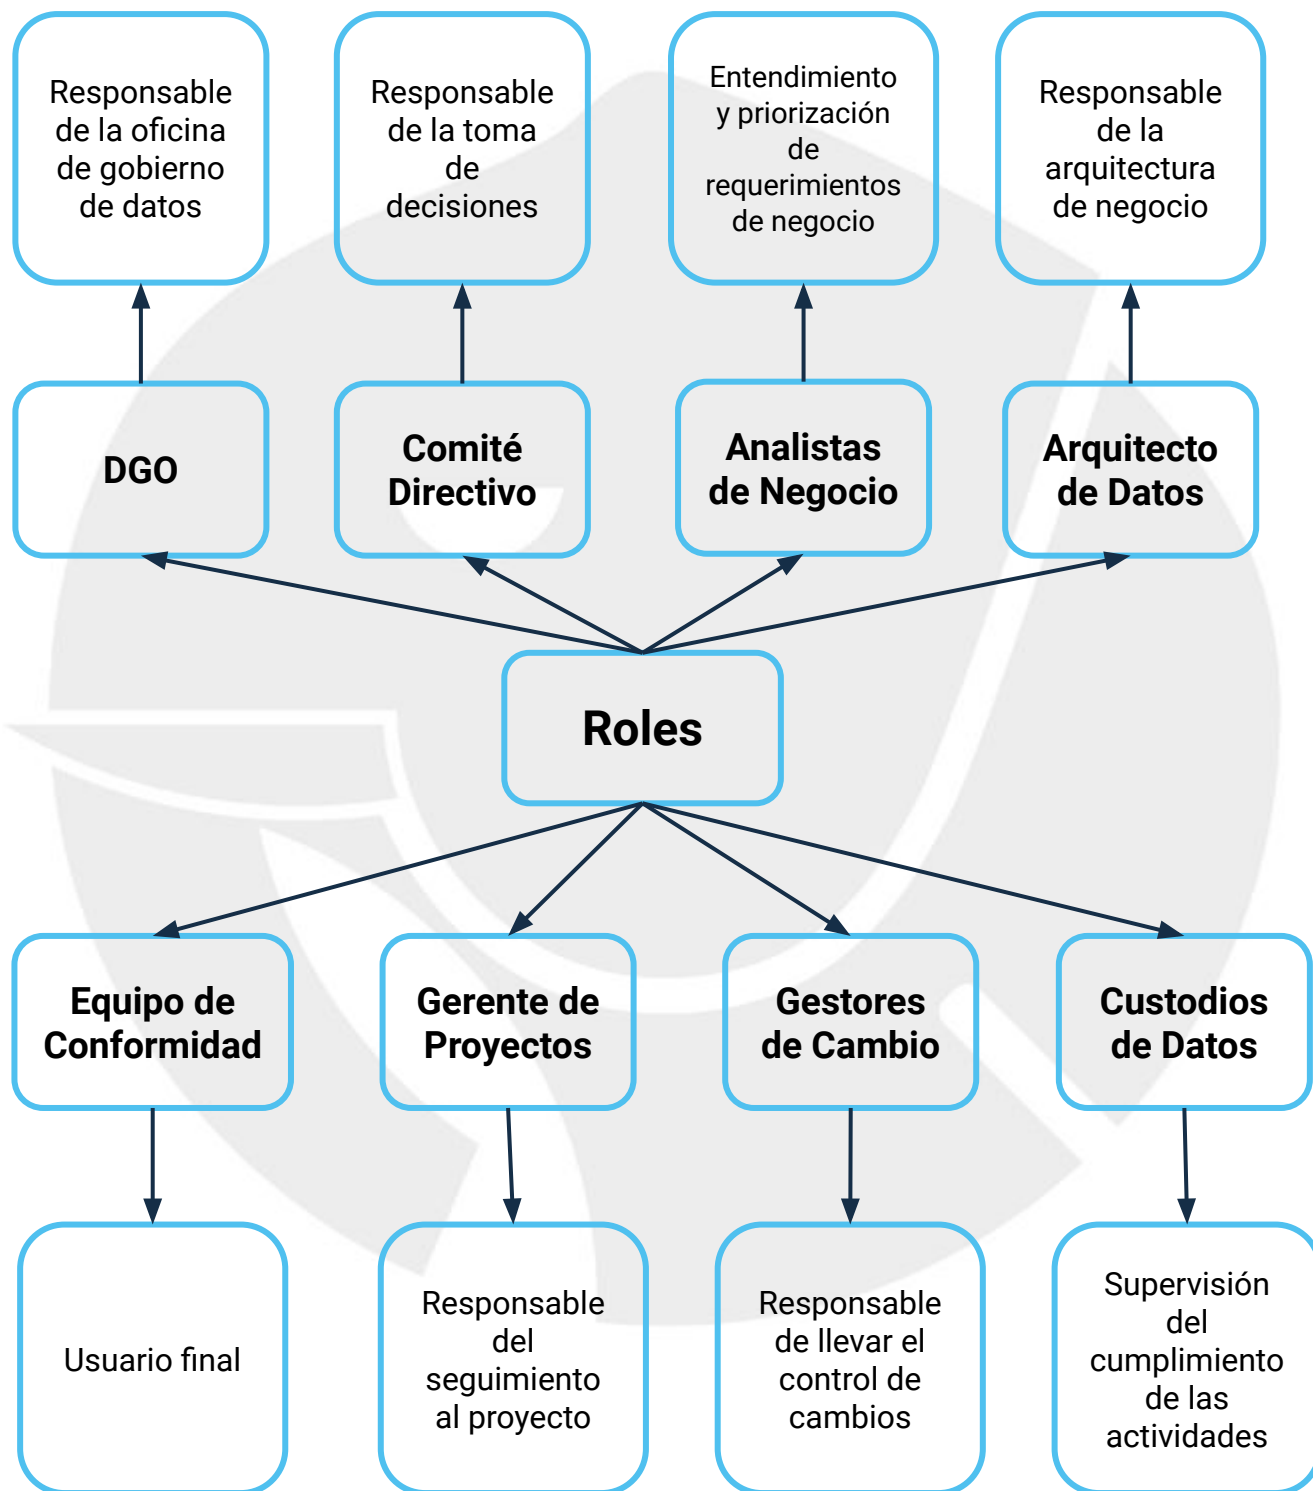 Responsable
de la oficina
de gobierno
de datos
Responsable
de la toma
de
decisiones
Entendimiento
y priorización
de
requerimientos
de negocio
Responsable
de la
arquitectura
de negocio
DGO
Comité
Directivo
Analistas
de Negocio
Arquitecto
de Datos
Roles
Equipo de
Conformidad
Gerente de
Proyectos
Gestores
de Cambio
Custodios
de Datos
Usuario final
Responsable
del
seguimiento
al proyecto
Responsable
de llevar el
control de
cambios
Supervisión
del
cumplimiento
de las
actividades